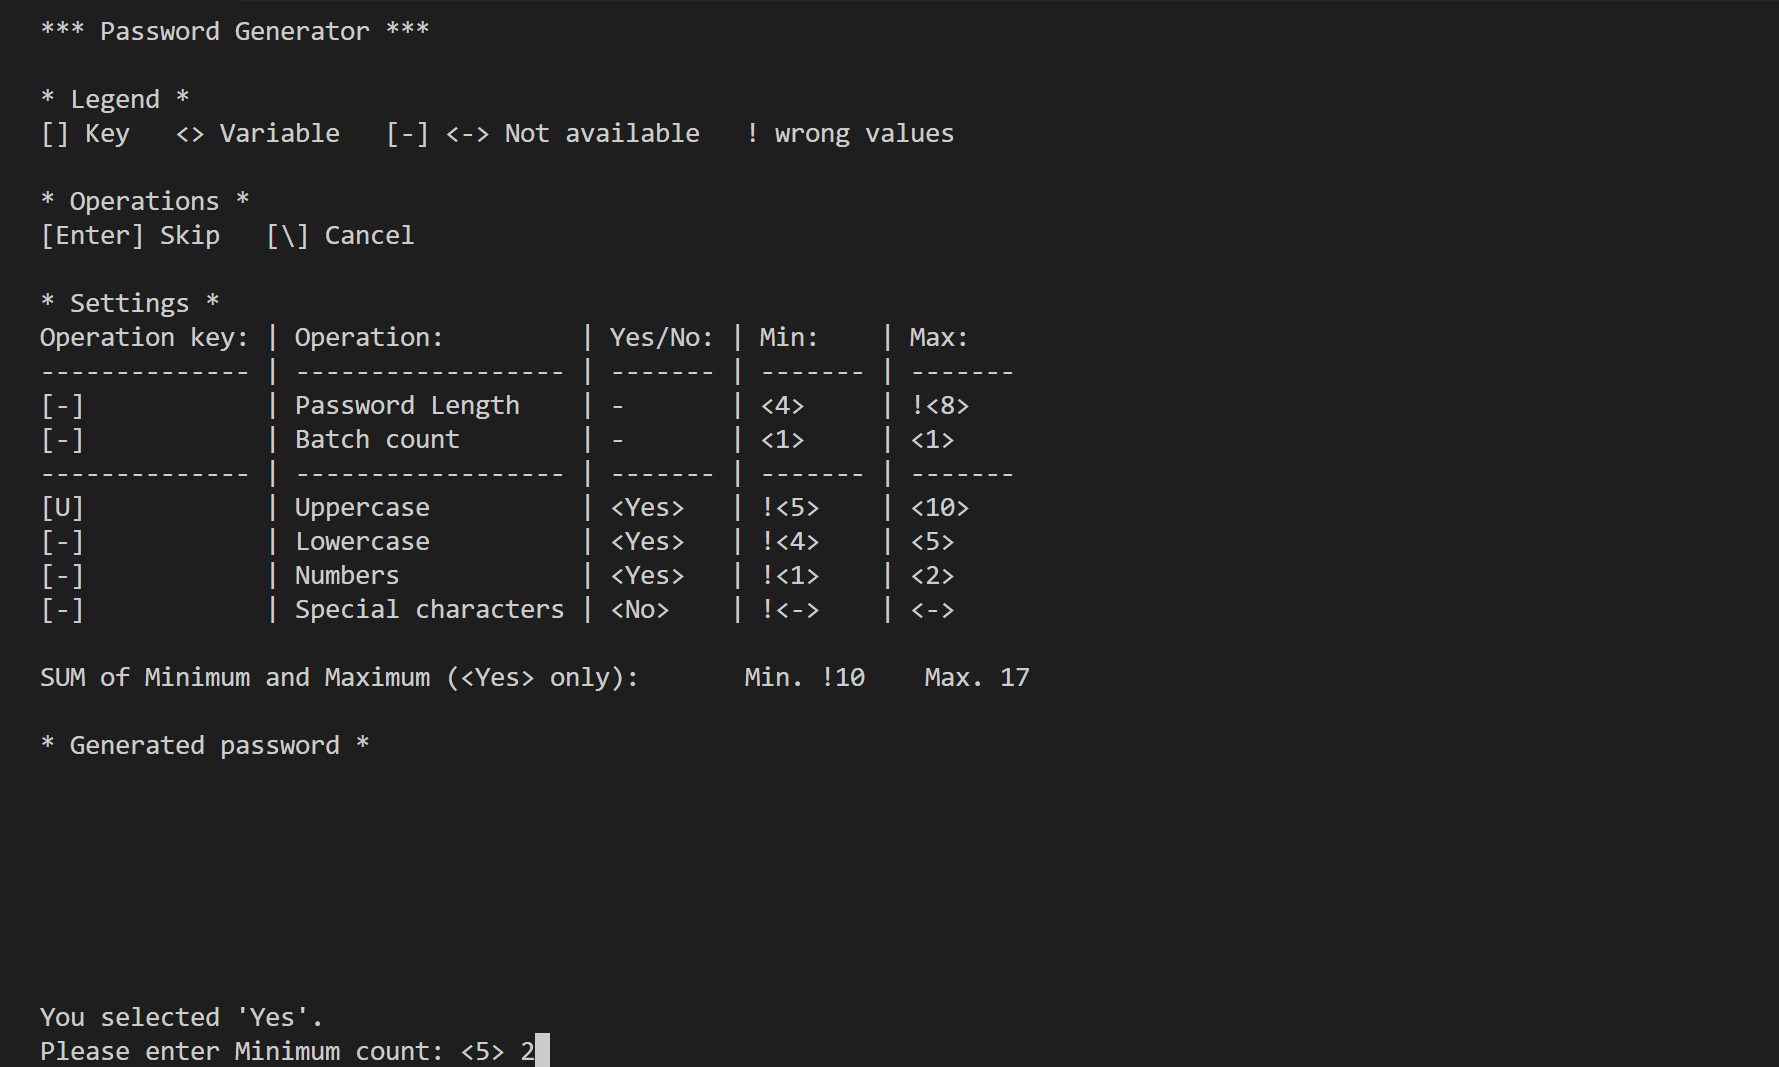 *** Password Generator ***
* Legend *
[] Key   <> Variable   [-] <-> Not available   ! wrong values
* Operations *
[Enter] Skip   [\] Cancel
* Settings *
Operation key: | Operation:         | Yes/No: | Min:    | Max:
-------------- | ------------------ | ------- | ------- | -------
[-]            | Password Length    | -       | <4>     | !<8>
[-]            | Batch count        | -       | <1>     | <1>
-------------- | ------------------ | ------- | ------- | -------
[U]            | Uppercase          | <Yes>   | !<5>    | <10>
[-]            | Lowercase          | <Yes>   | !<4>    | <5>
[-]            | Numbers            | <Yes>   | !<1>    | <2>
[-]            | Special characters | <No>    | !<->    | <->
SUM of Minimum and Maximum (<Yes> only):       Min. !10    Max. 17
* Generated password *
You selected 'Yes'.
Please enter Minimum count: <5> 2